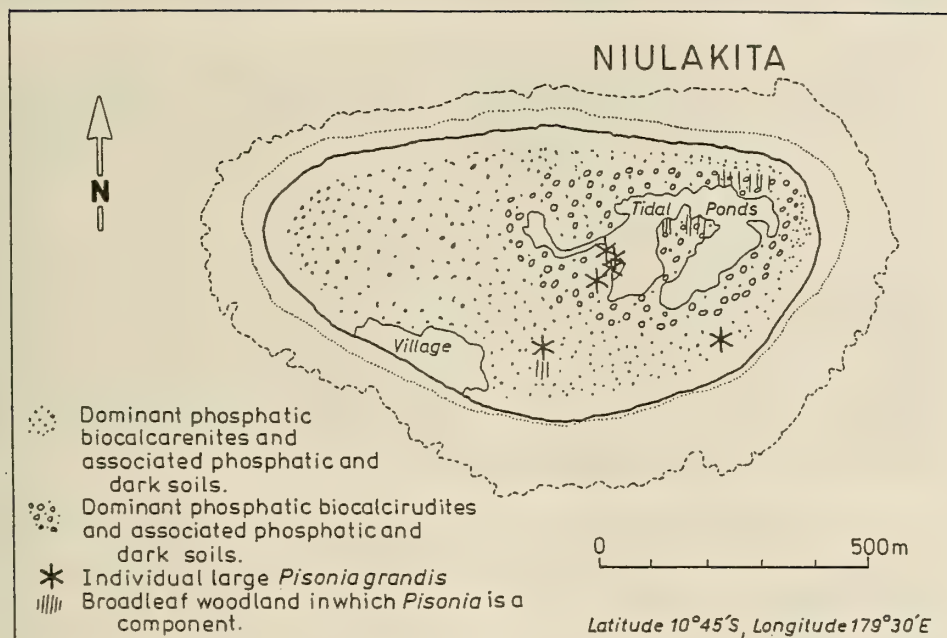 NIULAKITA
N
Tidal Ponds
Village
Dominant phosphatic
biocalcarenites and
associated phosphatic and
dark soils.
Dominant phosphatic biocalcirudites
and associated phosphatic and
dark soils.
Individual large Pisonia grandis
Broadleaf woodland in which Pisonia is a
component.
0 500m
Latitude 10°45'S, Longitude 179°30'E